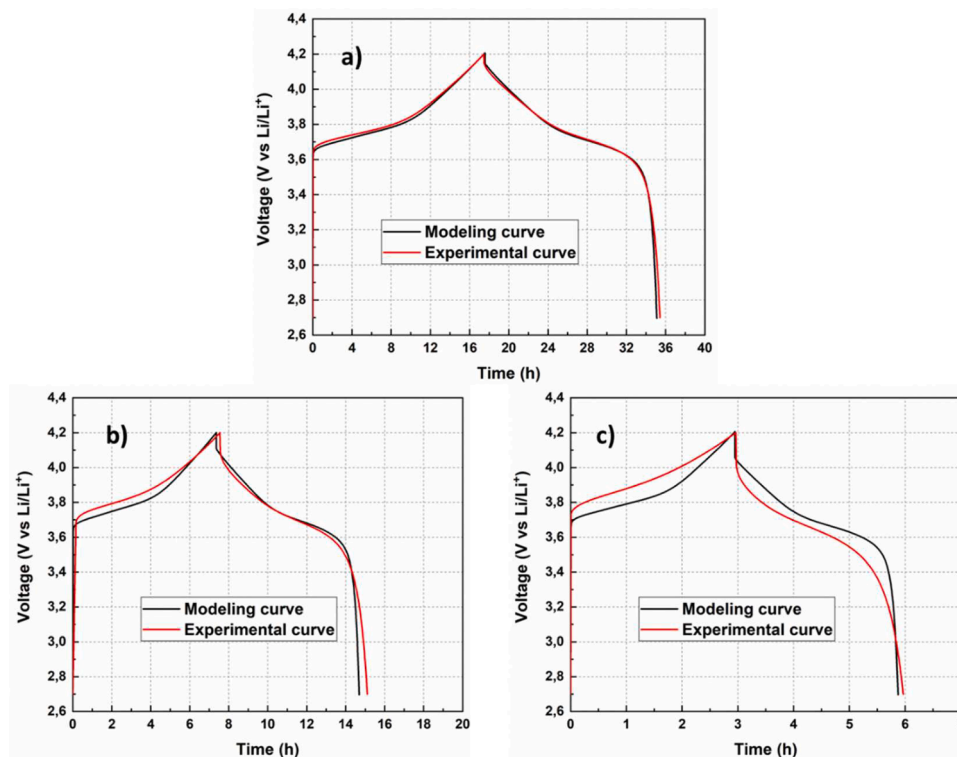 a)
4,4
4,2
4,0
3,8
3,6
3,4
3,2
3,0
2,8
2,6
Voltage (V vs Li/Li⁺)
Modeling curve
Experimental curve
0 4 8 12 16 20 24 28 32 36 40
Time (h)
b)
4,4
4,2
4,0
3,8
3,6
3,4
3,2
3,0
2,8
2,6
Voltage (V vs Li/Li⁺)
Modeling curve
Experimental curve
0 2 4 6 8 10 12 14 16 18 20
Time (h)
c)
4,4
4,2
4,0
3,8
3,6
3,4
3,2
3,0
2,8
2,6
Voltage (V vs Li/Li⁺)
Modeling curve
Experimental curve
0 1 2 3 4 5 6
Time (h)